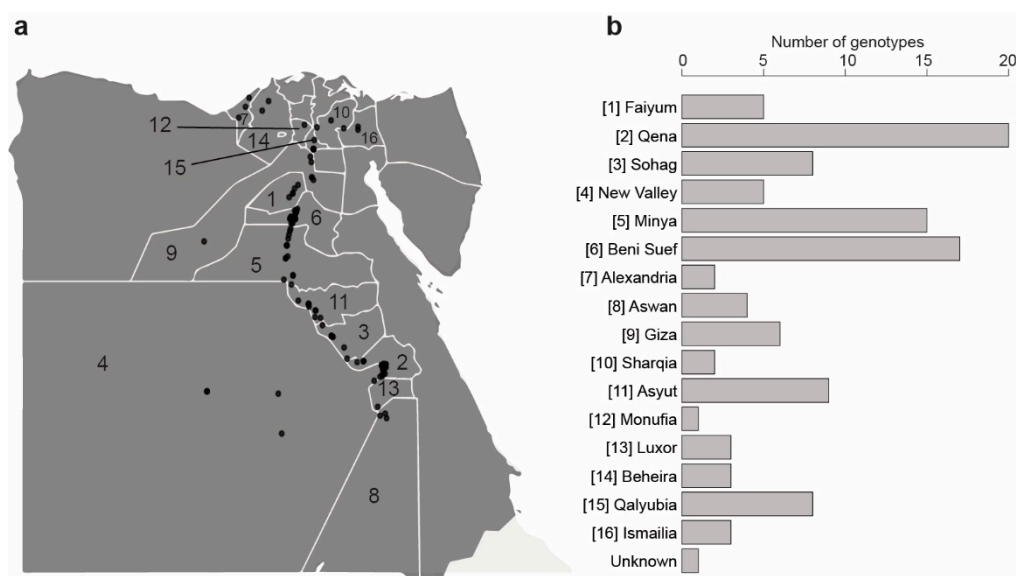 a
7
10
12
14
16
15
1
6
9
5
11
3
4
2
13
8
b
Number of genotypes
0 5 10 15 20
[1] Faiyum
[2] Qena
[3] Sohag
[4] New Valley
[5] Minya
[6] Beni Suef
[7] Alexandria
[8] Aswan
[9] Giza
[10] Sharqia
[11] Asyut
[12] Monufia
[13] Luxor
[14] Beheira
[15] Qalyubia
[16] Ismailia
Unknown